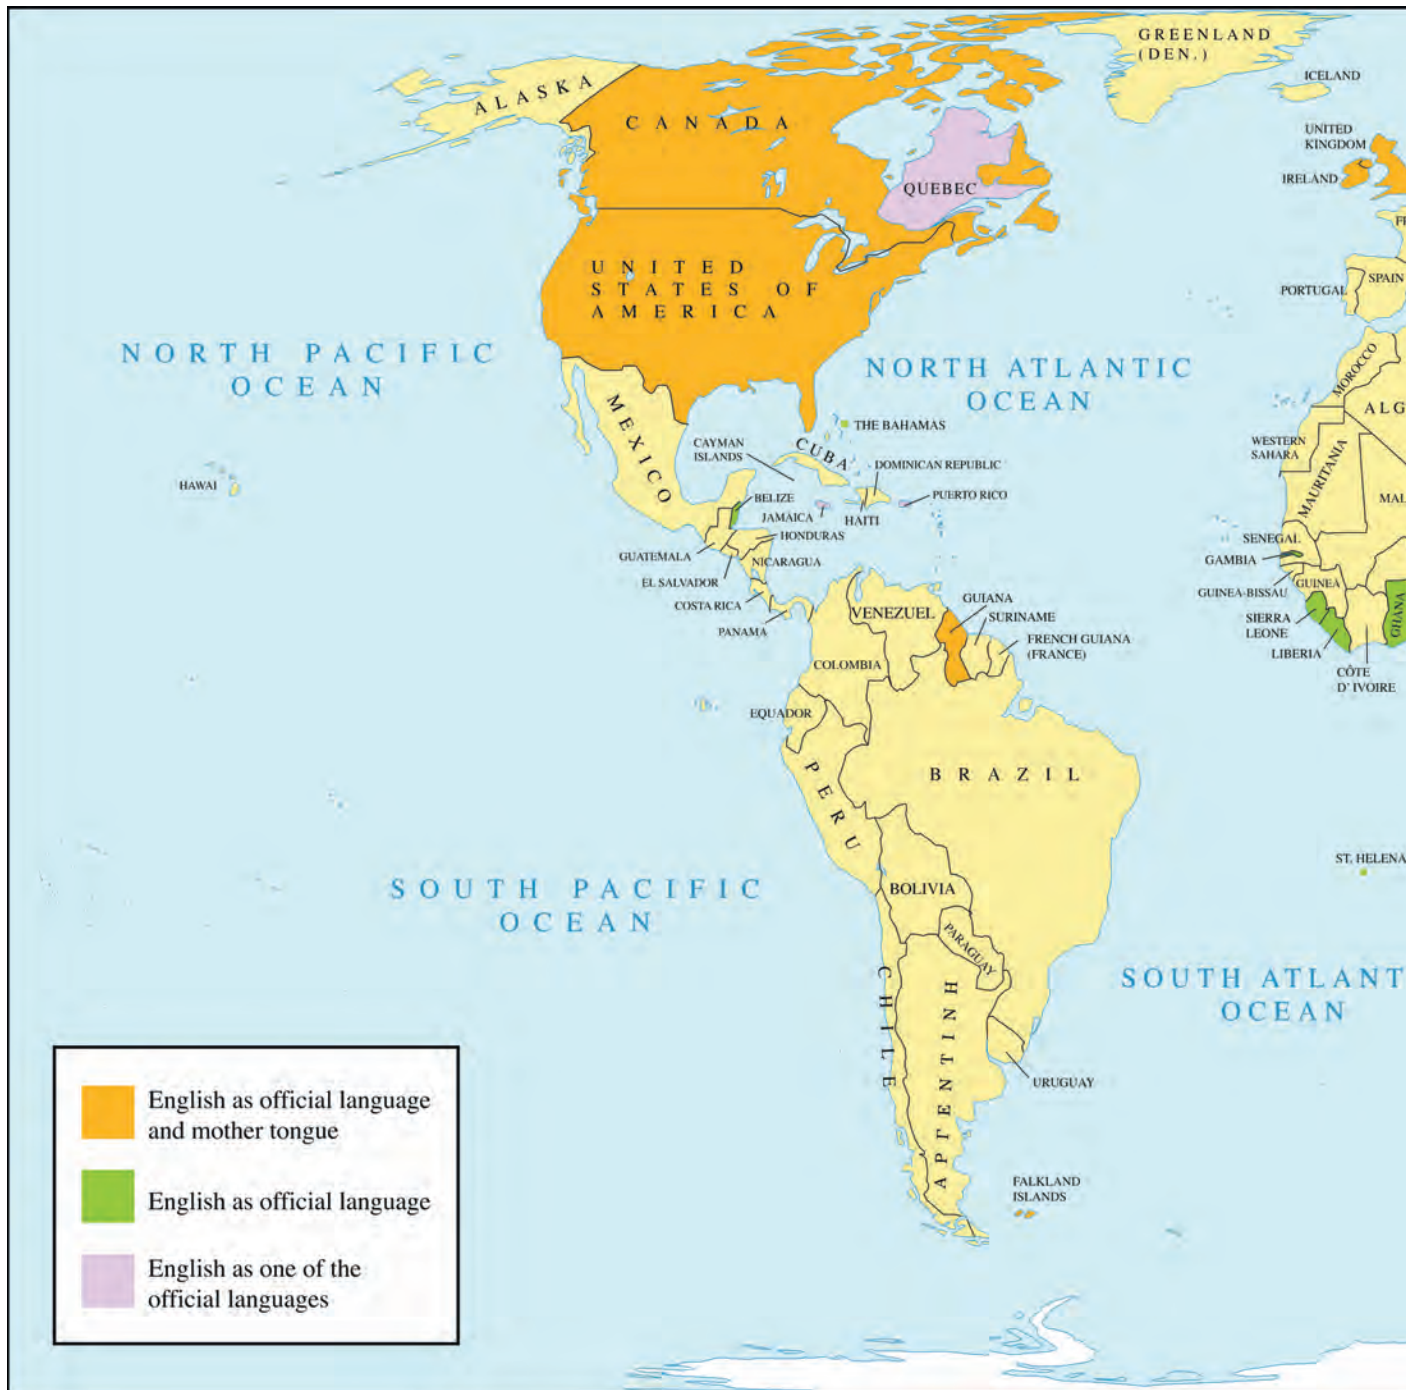 GREENLAND
(DEN.)
ICELAND
ALASKA
CANADA
UNITED
KINGDOM
IRELAND
QUEBEC
FR
UNITED
STATES OF
AMERICA
SPAIN
PORTUGAL
NORTH PACIFIC
OCEAN
NORTH ATLANTIC
OCEAN
MOROCCO
ALG
MEXICO
THE BAHAMAS
CAYMAN
ISLANDS
CUBA
WESTERN
SAHARA
DOMINICAN REPUBLIC
MAURITANIA
HAWAI
BELIZE
PUERTO RICO
MAL
JAMAICA
HAITI
HONDURAS
SENEGAL
GUATEMALA
NICARAGUA
GAMBIA
EL SALVADOR
GUINEA
GUINEA-BISSAU
COSTA RICA
GUIANA
VENEZUEL
SURINAME
GHANA
SIERRA
LEONE
PANAMA
FRENCH GUIANA
(FRANCE)
LIBERIA
COLOMBIA
CÔTE
D' IVOIRE
EQUADOR
BRAZIL
PERU
ST. HELENA
SOUTH PACIFIC
OCEAN
BOLIVIA
PARAGUAY
SOUTH ATLANT
OCEAN
CHILE
АРГENTINH
URUGUAY
FALKLAND
ISLANDS
English as official language
and mother tongue
English as official language
English as one of the
official languages